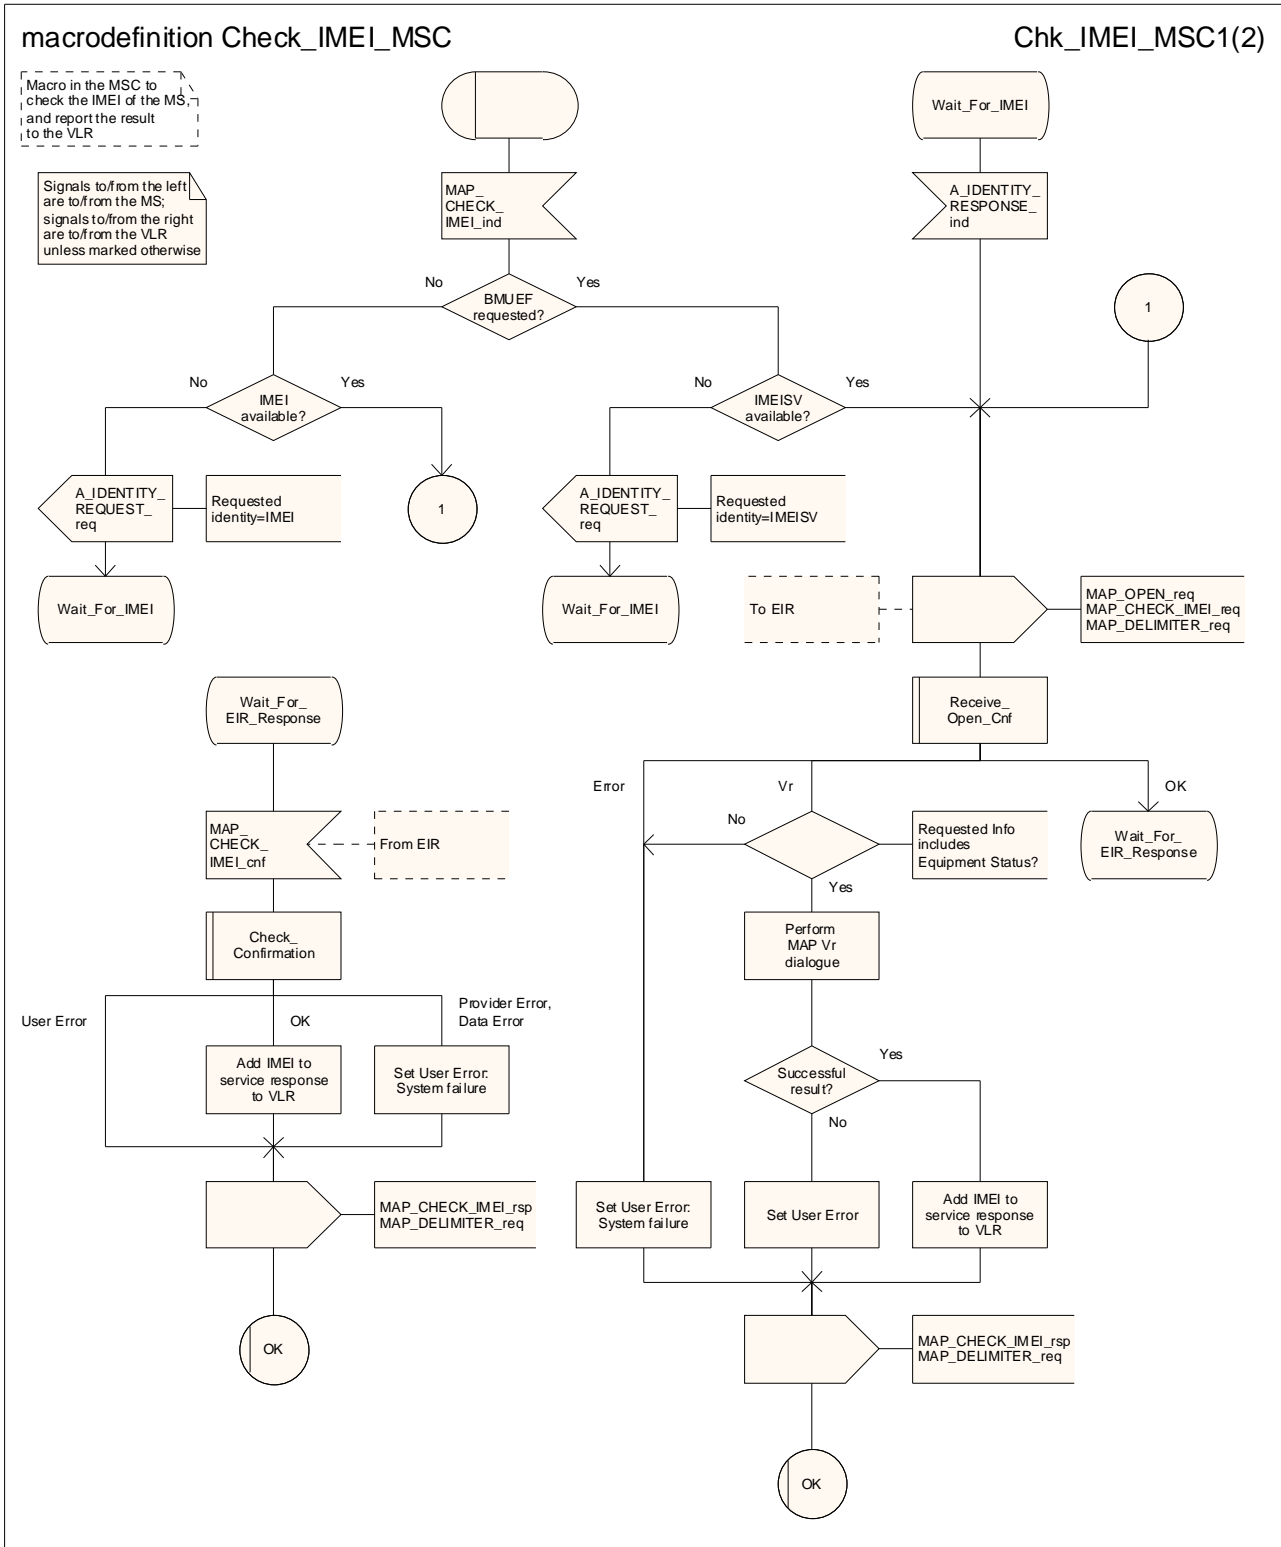 macrodefinition Check_IMEI_MSC
Chk_IMEI_MSC1(2)
Macro in the MSC to
check the IMEI of the MS,
and report the result
to the VLR
Signals to/from the left
are to/from the MS;
signals to/from the right
are to/from the VLR
unless marked otherwise
MAP_
CHECK_
IMEI_ind
Wait_For_IMEI
A_IDENTITY_
RESPONSE_
ind
No
BMUEF
requested?
Yes
1
No
IMEI
available?
Yes
No
IMEISV
available?
Yes
A_IDENTITY_
REQUEST_
req
Requested
identity=IMEI
1
A_IDENTITY_
REQUEST_
req
Requested
identity=IMEISV
Wait_For_IMEI
Wait_For_IMEI
To EIR
MAP_OPEN_req
MAP_CHECK_IMEI_req
MAP_DELIMITER_req
Wait_For_
EIR_Response
Receive_
Open_Cnf
Error
Vr
OK
MAP_
CHECK_
IMEI_cnf
From EIR
No
Requested Info
includes
Equipment Status?
Wait_For_
EIR_Response
Yes
Check_
Confirmation
Perform
MAP Vr
dialogue
User Error
OK
Provider Error,
Data Error
Add IMEI to
service response
to VLR
Set User Error:
System failure
Successful
result?
Yes
No
MAP_CHECK_IMEI_rsp
MAP_DELIMITER_req
Set User Error:
System failure
Set User Error
Add IMEI to
service response
to VLR
OK
MAP_CHECK_IMEI_rsp
MAP_DELIMITER_req
OK